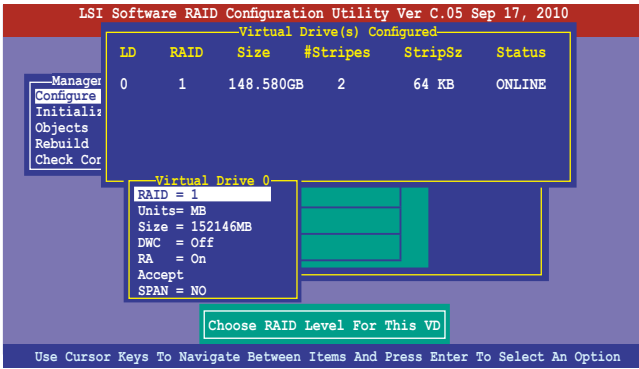 LSI Software RAID Configuration Utility Ver C.05 Sep 17, 2010
Virtual Drive(s) Configured
LD RAID Size #Stripes StripSz Status
0 1 148.580GB 2 64 KB ONLINE
Manager
Configure
Initializ
Objects
Rebuild
Check Con
Virtual Drive 0
RAID = 1
Units= MB
Size = 152146MB
DWC = Off
RA = On
Accept
SPAN = NO
Choose RAID Level For This VD
Use Cursor Keys To Navigate Between Items And Press Enter To Select An Option